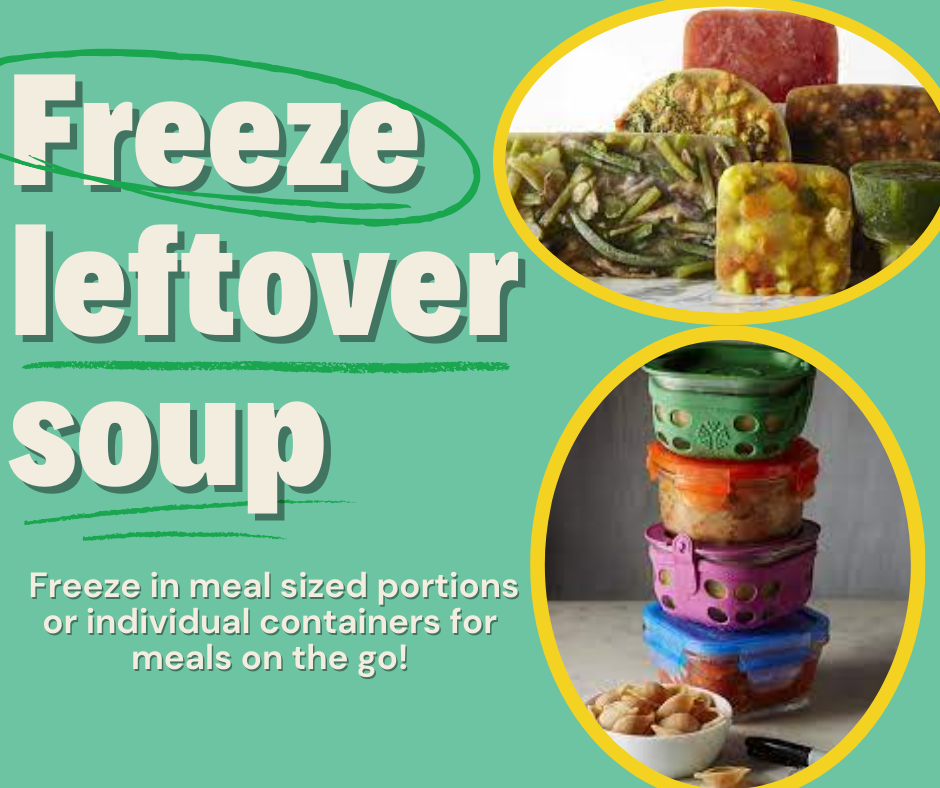 Freeze
leftover
soup
Freeze in meal sized portions
or individual containers for
meals on the go!